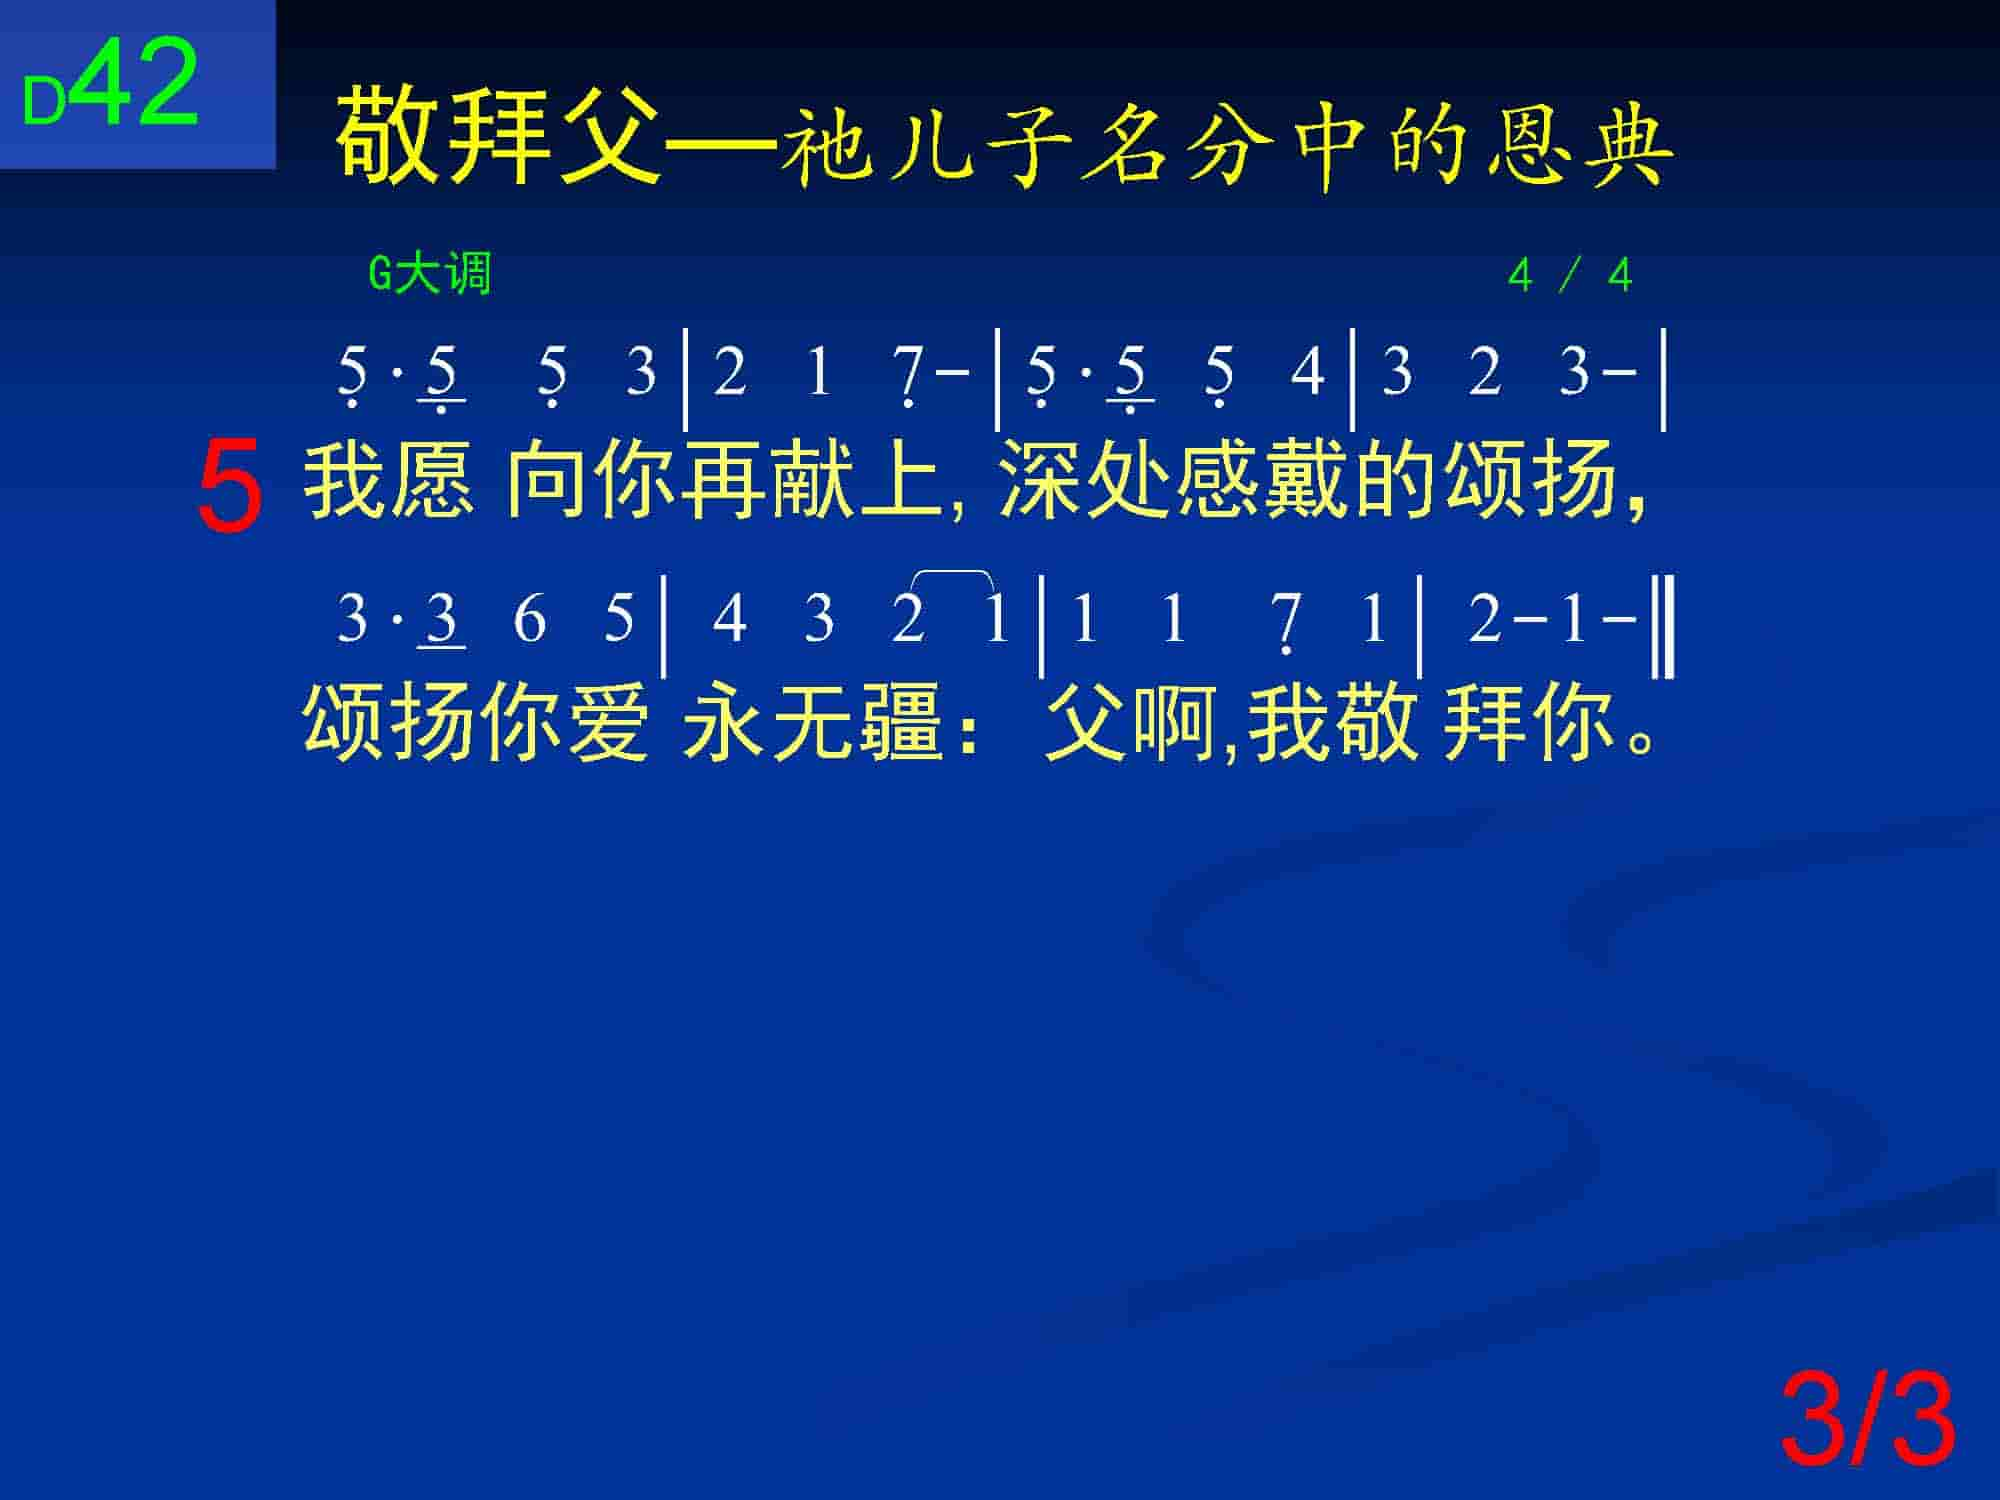 D42
敬拜父—祂儿子名分中的恩典
G大调 4 / 4
5̣ · 5̣ 5̣ 3 | 2 1 7̣ – | 5̣ · 5̣ 5̣ 4 | 3 2 3 – |
5 我愿 向你再献上, 深处感戴的颂扬，
3 · 3 6 5 | 4 3 2 1 | 1 1 7̣ 1 | 2 – 1 – ‖
颂扬你爱 永无疆： 父啊,我敬 拜你。
3/3